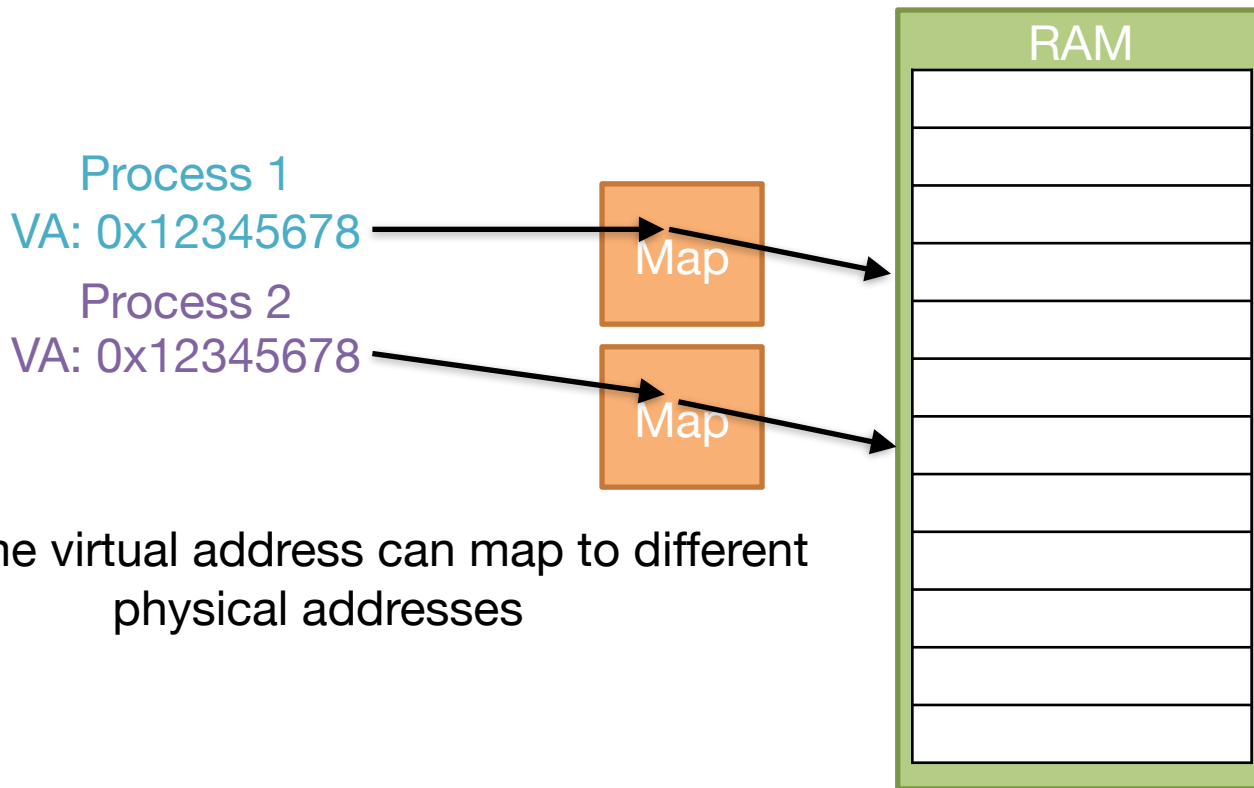 RAM
Process 1
VA: 0x12345678
Map
Process 2
VA: 0x12345678
Map
virtual address can map to different
physical addresses